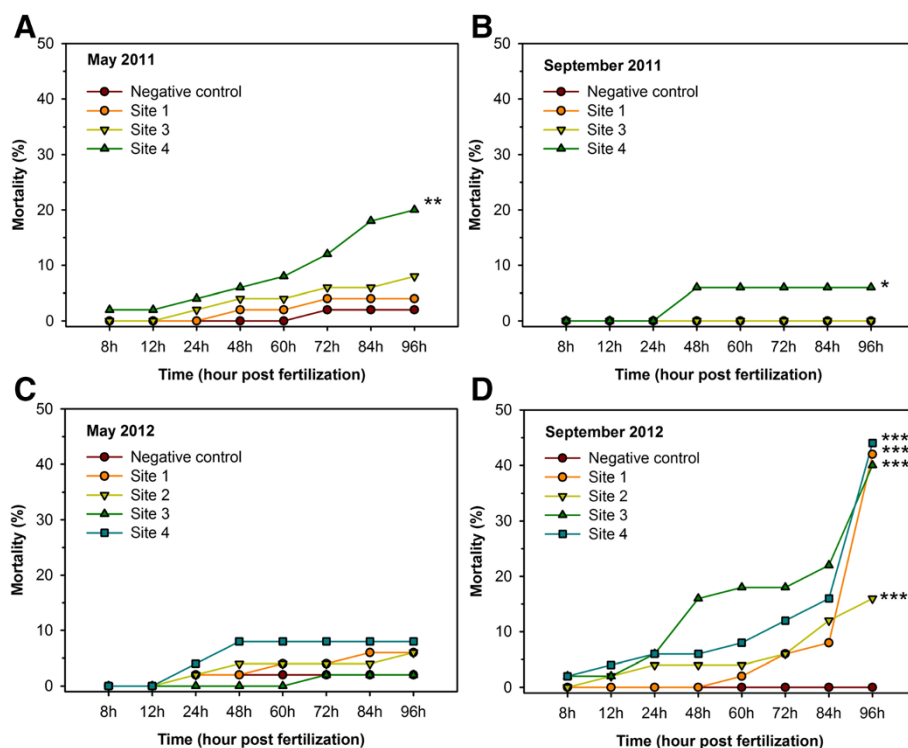 A
May 2011
Negative control
Site 1
Site 3
Site 4
Mortality (%)
50
40
30
20
10
0
**
8h 12h 24h 48h 60h 72h 84h 96h
Time (hour post fertilization)
B
September 2011
Negative control
Site 1
Site 3
Site 4
Mortality (%)
50
40
30
20
10
0
*
8h 12h 24h 48h 60h 72h 84h 96h
Time (hour post fertilization)
C
May 2012
Negative control
Site 1
Site 2
Site 3
Site 4
Mortality (%)
50
40
30
20
10
0
8h 12h 24h 48h 60h 72h 84h 96h
Time (hour post fertilization)
D
September 2012
Negative control
Site 1
Site 2
Site 3
Site 4
Mortality (%)
50
40
30
20
10
0
***
***
***
***
8h 12h 24h 48h 60h 72h 84h 96h
Time (hour post fertilization)